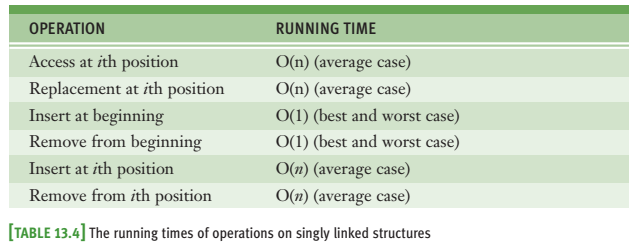 OPERATION RUNNING TIME
Access at ith position O(n) (average case)
Replacement at ith position O(n) (average case)
Insert at beginning O(1) (best and worst case)
Remove from beginning O(1) (best and worst case)
Insert at ith position O(n) (average case)
Remove from ith position O(n) (average case)
[TABLE 13.4] The running times of operations on singly linked structures